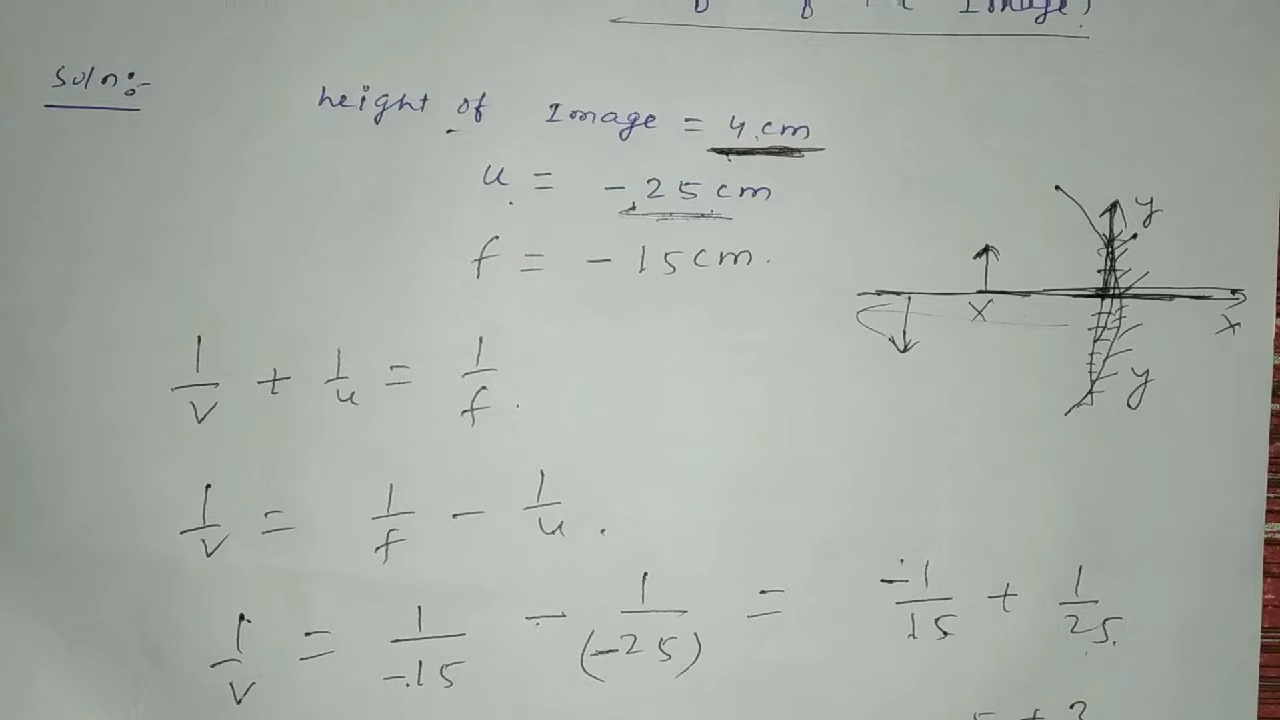 Image?
Soln:-
height of Image = 4 cm
u = - 25 cm
f = - 15 cm.
y
X
x
y
1/v + 1/u = 1/f.
1/v = 1/f - 1/u.
1/v = 1/-15 - 1/(-25) = -1/15 + 1/25